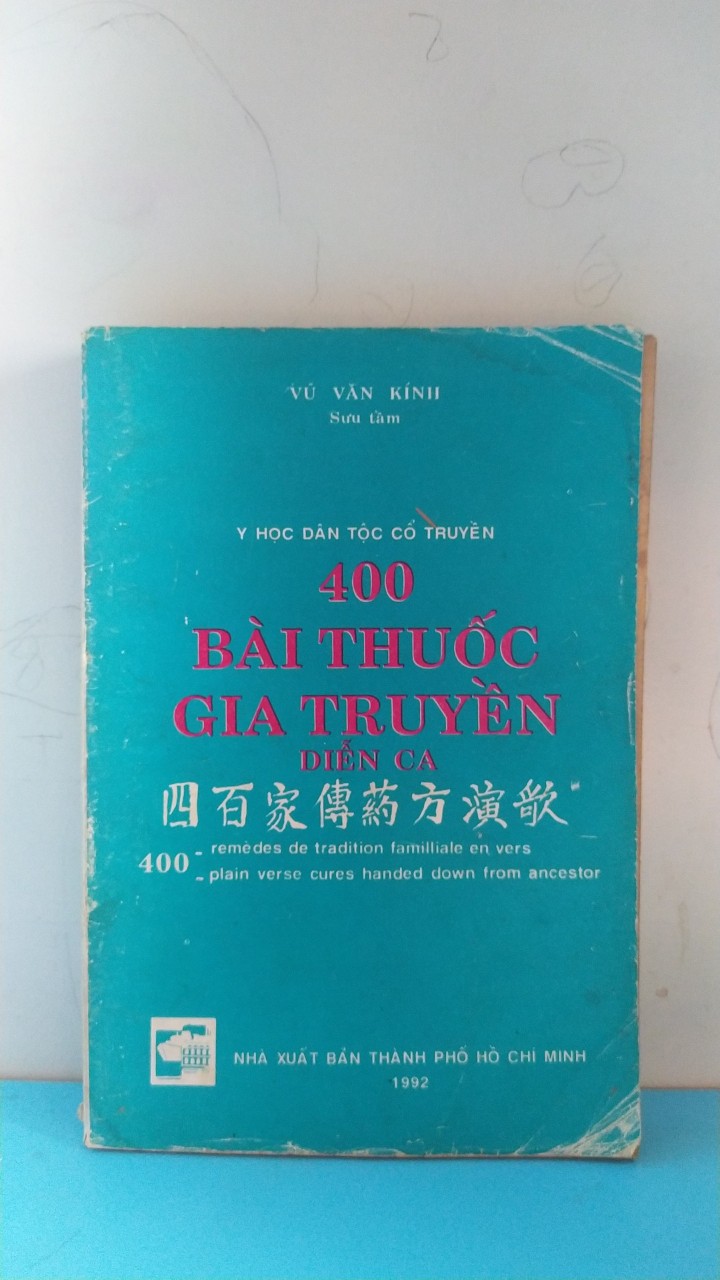 VŨ VĂN KÍNH
Sưu tầm
Y HỌC DÂN TỘC CỔ TRUYỀN
400
BÀI THUỐC
GIA TRUYỀN
DIỄN CA
四百家傳葯方演歌
400 - remèdes de tradition familliale en vers
- plain verse cures handed down from ancestor
NHÀ XUẤT BẢN THÀNH PHỐ HỒ CHÍ MINH
1992